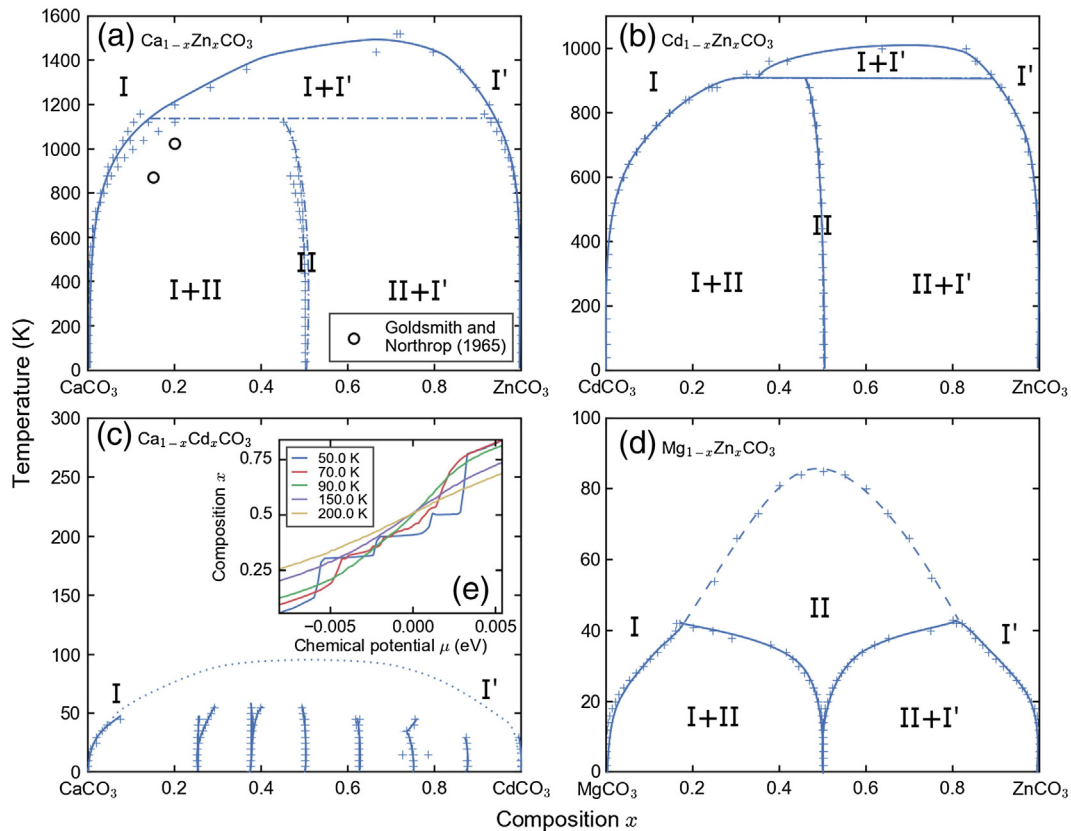 (a) Ca₁₋ₓZnₓCO₃
1600
1400
1200
1000
800
600
400
200
0
I
I+I'
I'
I+II
II
II+I'
Goldsmith and
Northrop (1965)
CaCO₃ 0.2 0.4 0.6 0.8 ZnCO₃
(b) Cd₁₋ₓZnₓCO₃
1000
800
600
400
200
0
I
I+I'
I'
II
I+II
II+I'
CdCO₃ 0.2 0.4 0.6 0.8 ZnCO₃
Temperature (K)
(c) Ca₁₋ₓCdₓCO₃
300
250
200
150
100
50
0
I
I'
CaCO₃ 0.2 0.4 0.6 0.8 CdCO₃
50.0 K
70.0 K
90.0 K
150.0 K
200.0 K
0.75
0.5
0.25
Composition x
(e)
−0.005 0.000 0.005
Chemical potential μ (eV)
(d) Mg₁₋ₓZnₓCO₃
100
80
60
40
20
0
I
II
I'
I+II
II+I'
MgCO₃ 0.2 0.4 0.6 0.8 ZnCO₃
Composition x